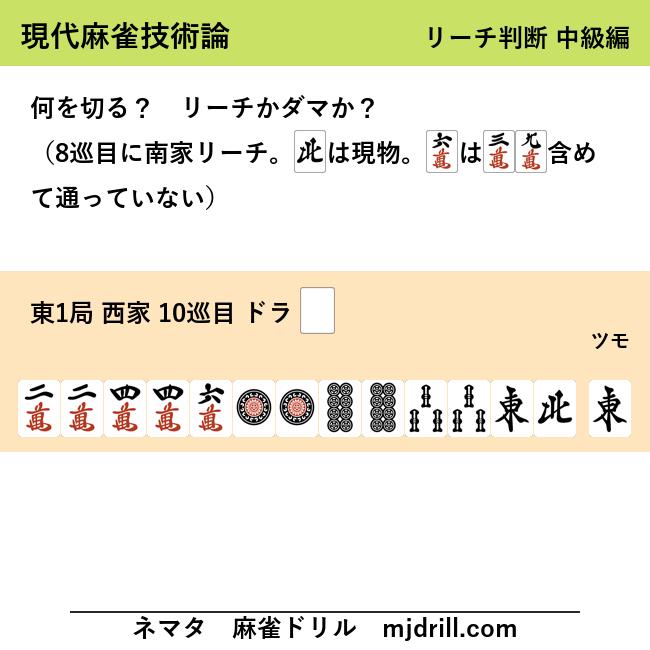 現代麻雀技術論
リーチ判断 中級編
何を切る？　リーチかダマか？
（8巡目に南家リーチ。北は現物。六萬は三萬九萬含め
て通っていない）
東1局 西家 10巡目 ドラ
ツモ
二萬二萬四萬四萬六萬東北東
ネマタ　麻雀ドリル　mjdrill.com